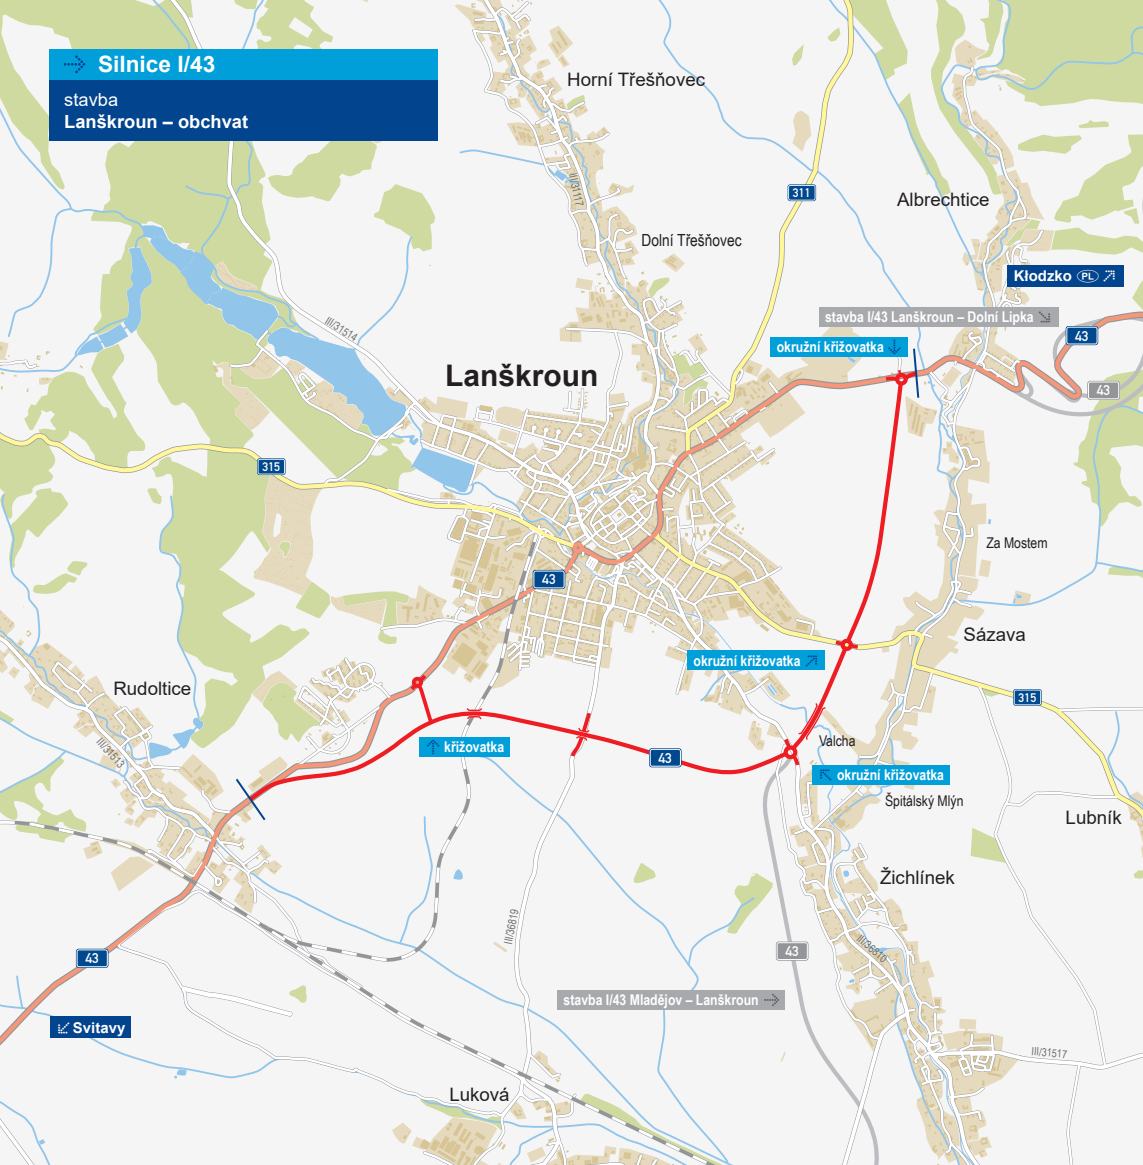 Silnice I/43
stavba
Lanškroun – obchvat
Horní Třešňovec
III/31117
311
Albrechtice
Dolní Třešňovec
Kłodzko PL
stavba I/43 Lanškroun – Dolní Lipka
III/31514
43
okružní křižovatka
Lanškroun
43
315
Za Mostem
43
Sázava
okružní křižovatka
Rudoltice
315
III/31513
křižovatka
43
Valcha
okružní křižovatka
Špitálský Mlýn
Lubník
Žichlínek
III/36819
III/36810
43
43
stavba I/43 Mladějov – Lanškroun
Svitavy
III/31517
Luková